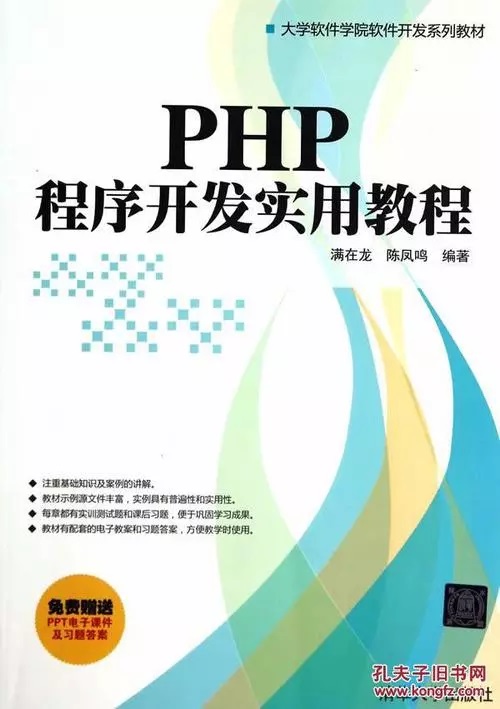 大学软件学院软件开发系列教材
PHP
程序开发实用教程
满在龙 陈凤鸣 编著
◆ 注重基础知识及案例的讲解。
◆ 教材示例源文件丰富,实例具有普遍性和实用性。
◆ 每章都有实训测试题和课后习题,便于巩固学习成果。
◆ 教材有配套的电子教案和习题答案,方便教学时使用。
免费赠送
PPT电子课件
及习题答案
孔夫子旧书网
www.kongfz.com